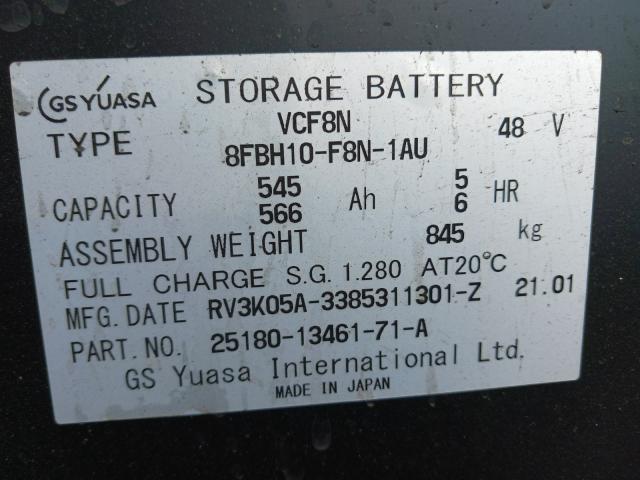 GS YUASA STORAGE BATTERY
TYPE VCF8N 48 V
8FBH10-F8N-1AU
CAPACITY 545 Ah 5 HR
566 6
ASSEMBLY WEIGHT 845 kg
FULL CHARGE S.G. 1.280 AT20℃
MFG. DATE RV3K05A-3385311301-Z 21.01
PART. NO. 25180-13461-71-A
GS Yuasa International Ltd.
MADE IN JAPAN